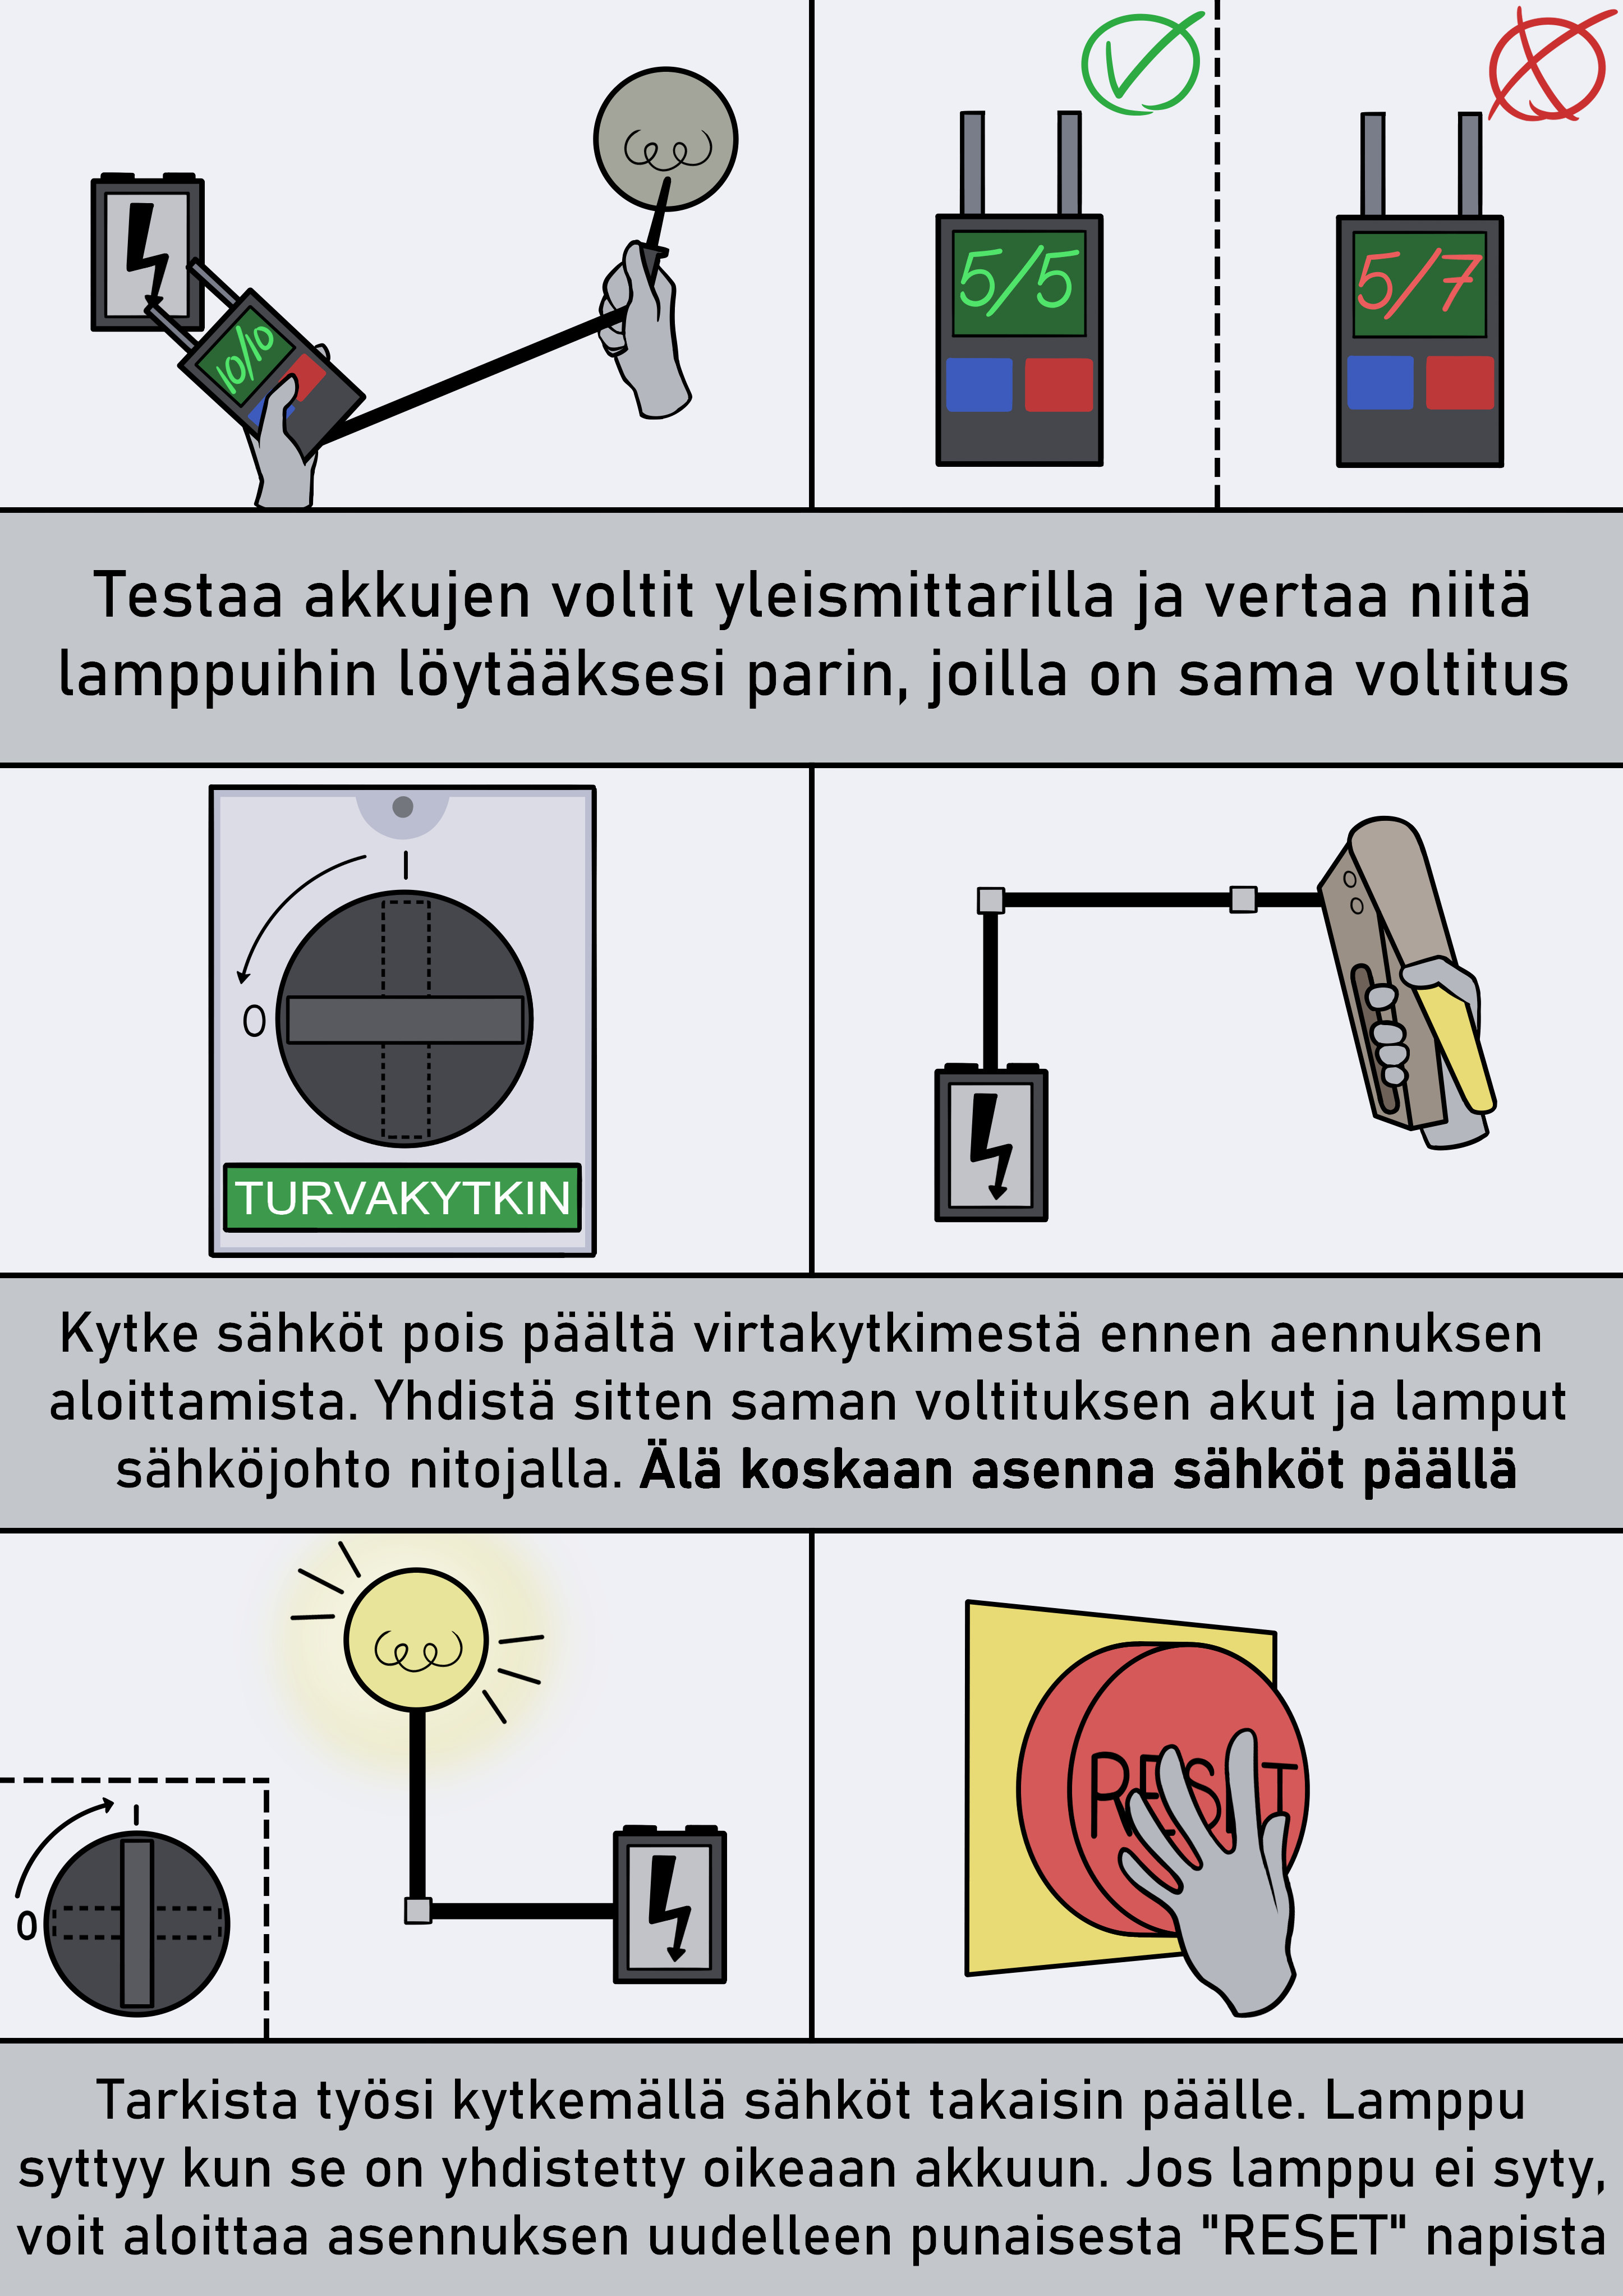 10/10
5/5
5/7
Testaa akkujen voltit yleismittarilla ja vertaa niitä
lamppuihin löytääksesi parin, joilla on sama voltitus
I
0
TURVAKYTKIN
Kytke sähköt pois päältä virtakytkimestä ennen aennuksen
aloittamista. Yhdistä sitten saman voltituksen akut ja lamput
sähköjohto nitojalla. Älä koskaan asenna sähköt päällä
I
0
RESET
Tarkista työsi kytkemällä sähköt takaisin päälle. Lamppu
syttyy kun se on yhdistetty oikeaan akkuun. Jos lamppu ei syty,
voit aloittaa asennuksen uudelleen punaisesta "RESET" napista